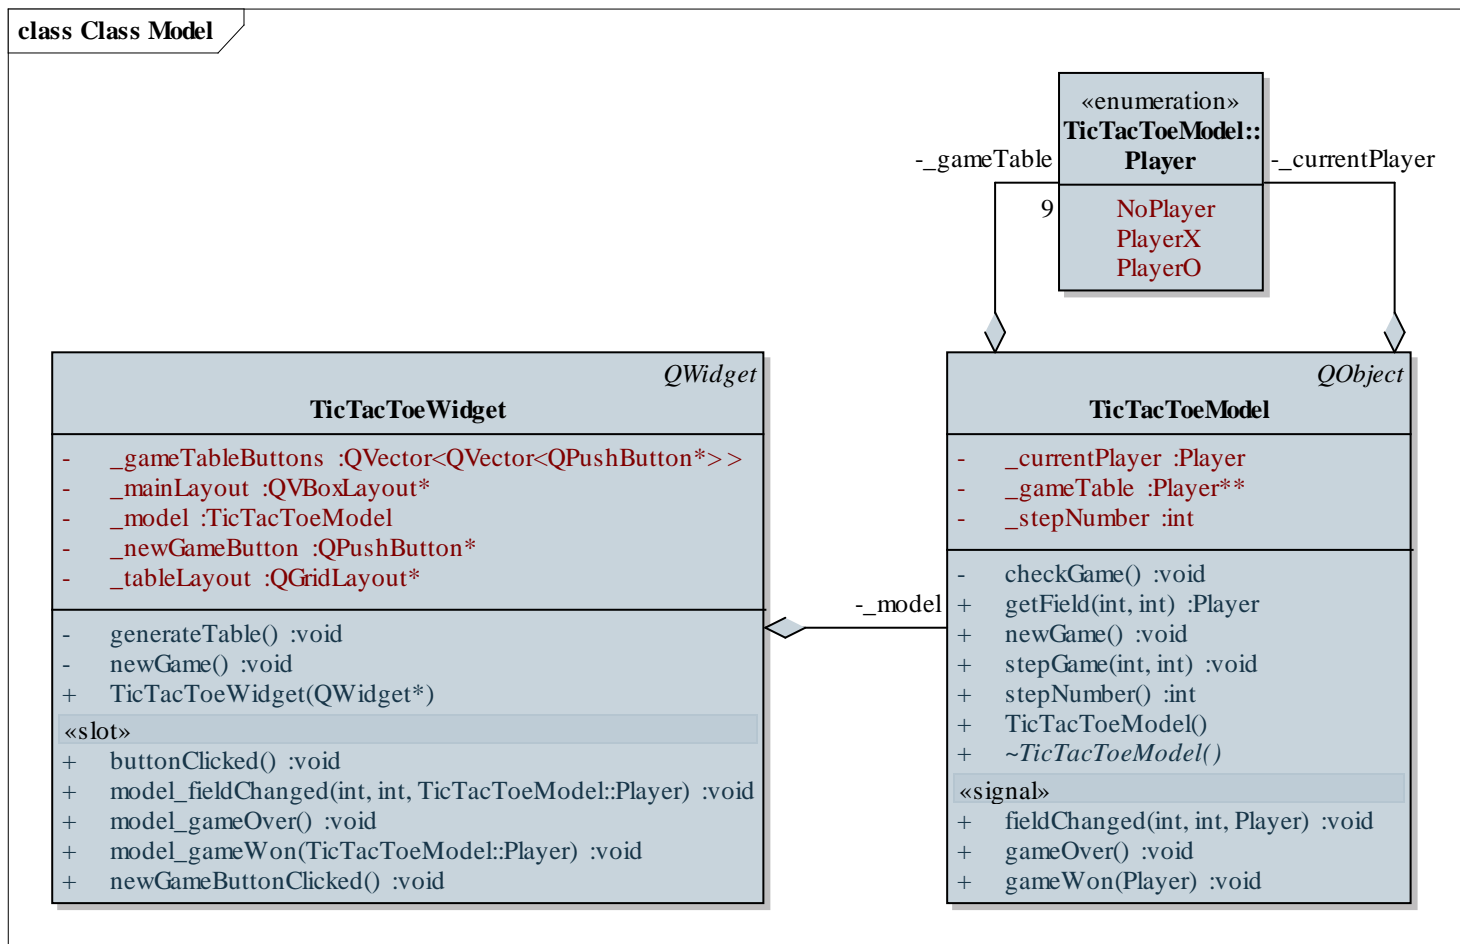 class Class Model
«enumeration»
TicTacToeModel::
Player
-_gameTable
-_currentPlayer
9
NoPlayer
PlayerX
PlayerO
QWidget
TicTacToeWidget
- _gameTableButtons :QVector<QVector<QPushButton*>>
- _mainLayout :QVBoxLayout*
- _model :TicTacToeModel
- _newGameButton :QPushButton*
- _tableLayout :QGridLayout*
- generateTable() :void
- newGame() :void
+ TicTacToeWidget(QWidget*)
«slot»
+ buttonClicked() :void
+ model_fieldChanged(int, int, TicTacToeModel::Player) :void
+ model_gameOver() :void
+ model_gameWon(TicTacToeModel::Player) :void
+ newGameButtonClicked() :void
-_model
QObject
TicTacToeModel
- _currentPlayer :Player
- _gameTable :Player**
- _stepNumber :int
- checkGame() :void
+ getField(int, int) :Player
+ newGame() :void
+ stepGame(int, int) :void
+ stepNumber() :int
+ TicTacToeModel()
+ ~TicTacToeModel()
«signal»
+ fieldChanged(int, int, Player) :void
+ gameOver() :void
+ gameWon(Player) :void